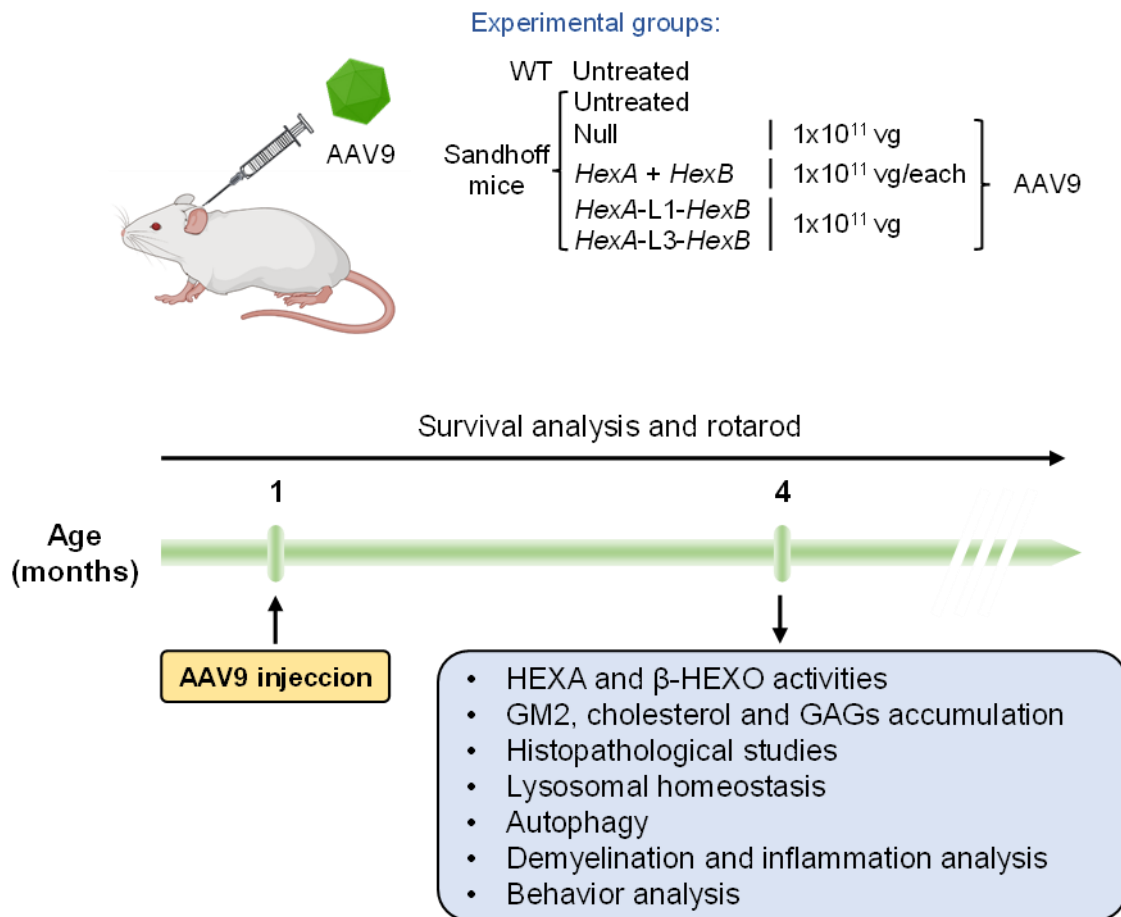 Experimental groups:
AAV9
WT Untreated
Sandhoff mice
Untreated
Null | 1x10¹¹ vg
HexA + HexB | 1x10¹¹ vg/each
HexA-L1-HexB
HexA-L3-HexB | 1x10¹¹ vg
AAV9
Survival analysis and rotarod
1 4
Age
(months)
AAV9 injeccion
• HEXA and β-HEXO activities
• GM2, cholesterol and GAGs accumulation
• Histopathological studies
• Lysosomal homeostasis
• Autophagy
• Demyelination and inflammation analysis
• Behavior analysis